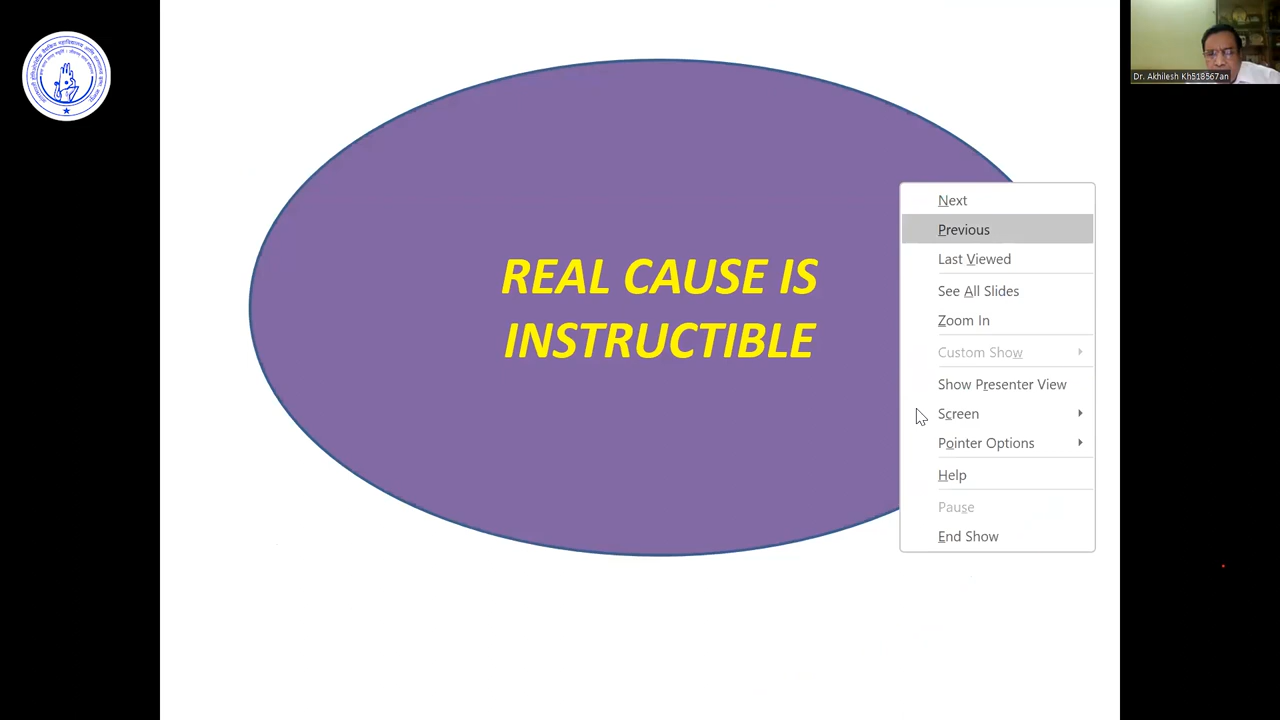 Dr. Akhilesh Kh518567an
REAL CAUSE IS
INSTRUCTIBLE
Next
Previous
Last Viewed
See All Slides
Zoom In
Custom Show
Show Presenter View
Screen
Pointer Options
Help
Pause
End Show